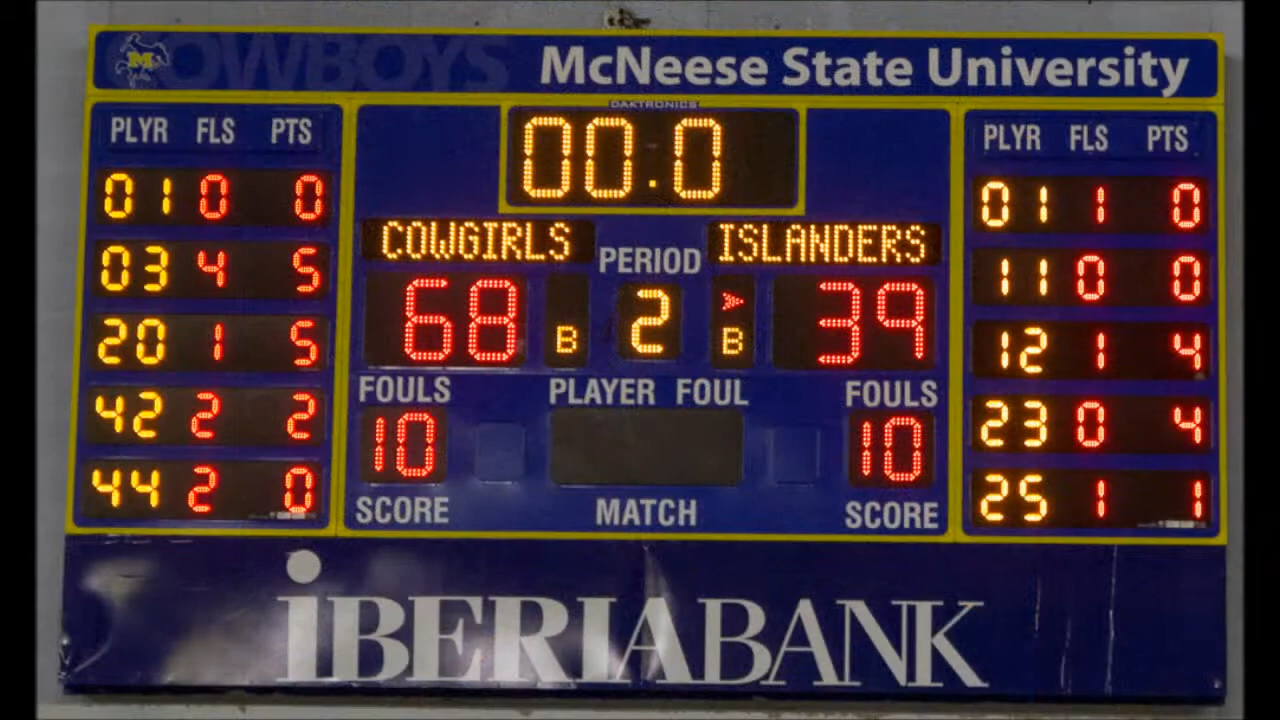 M COWBOYS McNeese State University
DAKTRONICS
PLYR FLS PTS
01 0 0
03 4 5
20 1 5
42 2 2
44 2 0
00.0
COWGIRLS PERIOD ISLANDERS
68 B 2 B 39
FOULS PLAYER FOUL FOULS
10 10
SCORE MATCH SCORE
PLYR FLS PTS
01 1 0
11 0 0
12 1 4
23 0 4
25 1 1
iBERIABANK